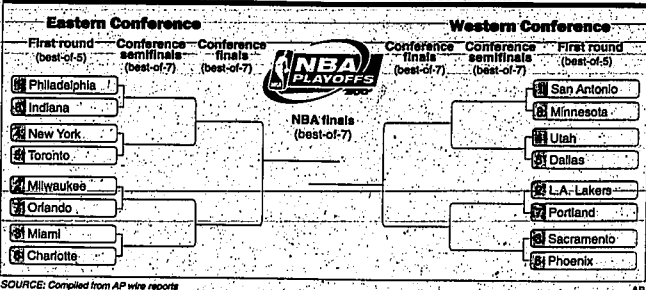 Eastern Conference
Western Conference
First round
(best-of-5)
Conference
semifinals
(best-of-7)
Conference
finals
(best-of-7)
NBA
PLAYOFFS
NBA finals
(best-of-7)
Conference
finals
(best-of-7)
Conference
semifinals
(best-of-7)
First round
(best-of-5)
Philadelphia
Indiana
New York
Toronto
Milwaukee
Orlando
Miami
Charlotte
San Antonio
Minnesota
Utah
Dallas
L.A. Lakers
Portland
Sacramento
Phoenix
SOURCE: Compiled from AP wire reports
AP